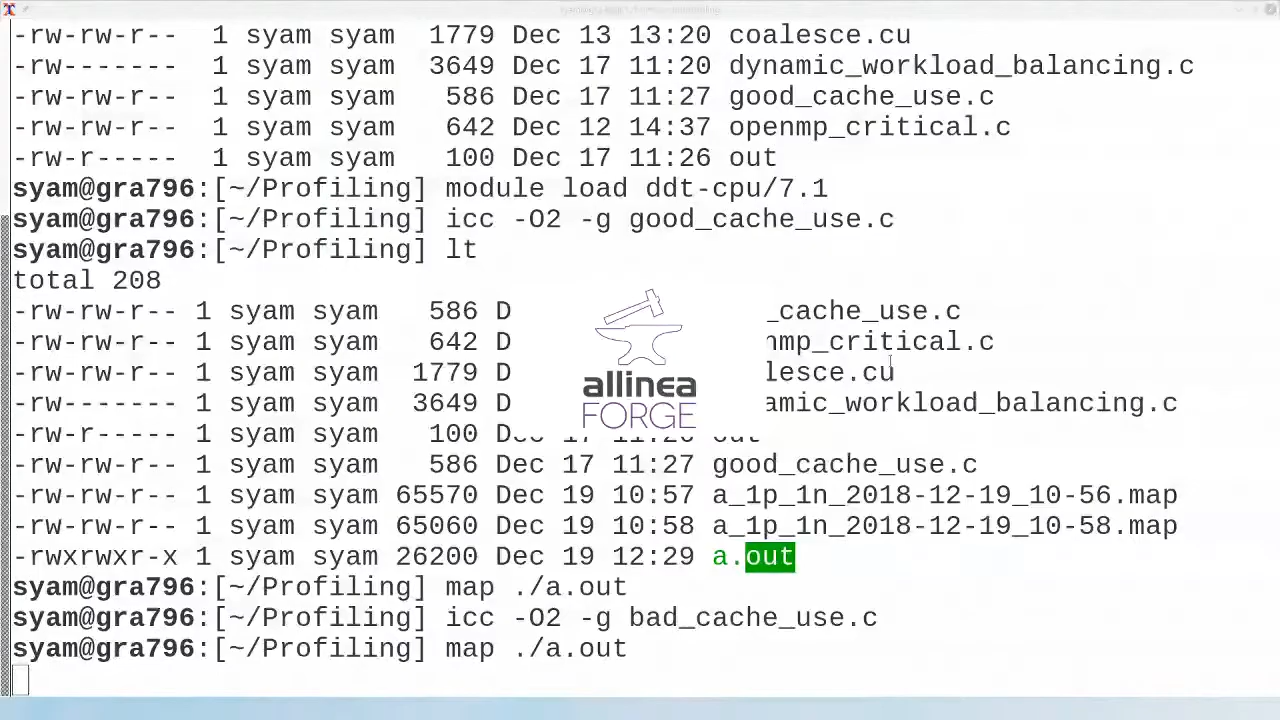 -rw-rw-r--  1 syam syam  1779 Dec 13 13:20 coalesce.cu
-rw-------  1 syam syam  3649 Dec 17 11:20 dynamic_workload_balancing.c
-rw-rw-r--  1 syam syam   586 Dec 17 11:27 good_cache_use.c
-rw-rw-r--  1 syam syam   642 Dec 12 14:37 openmp_critical.c
-rw-r-----  1 syam syam   100 Dec 17 11:26 out
syam@gra796:[~/Profiling] module load ddt-cpu/7.1
syam@gra796:[~/Profiling] icc -O2 -g good_cache_use.c
syam@gra796:[~/Profiling] lt
total 208
-rw-rw-r-- 1 syam syam   586 D _cache_use.c
-rw-rw-r-- 1 syam syam   642 D nmp_critical.c
-rw-rw-r-- 1 syam syam  1779 D lesce.cu
-rw------- 1 syam syam  3649 D amic_workload_balancing.c
-rw-r----- 1 syam syam   100 Dec 17 11:26 out
-rw-rw-r-- 1 syam syam   586 Dec 17 11:27 good_cache_use.c
-rw-rw-r-- 1 syam syam 65570 Dec 19 10:57 a_1p_1n_2018-12-19_10-56.map
-rw-rw-r-- 1 syam syam 65060 Dec 19 10:58 a_1p_1n_2018-12-19_10-58.map
-rwxrwxr-x 1 syam syam 26200 Dec 19 12:29 a.out
syam@gra796:[~/Profiling] map ./a.out
syam@gra796:[~/Profiling] icc -O2 -g bad_cache_use.c
syam@gra796:[~/Profiling] map ./a.out
allinea
FORGE